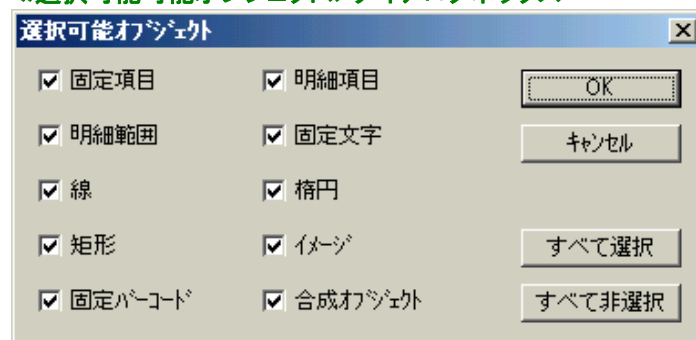 選択可能ｵﾌﾞｼﾞｪｸﾄ
固定項目
明細項目
OK
明細範囲
固定文字
ｷｬﾝｾﾙ
線
楕円
矩形
ｲﾒｰｼﾞ
すべて選択
固定ﾊﾞｰｺｰﾄﾞ
合成ｵﾌﾞｼﾞｪｸﾄ
すべて非選択